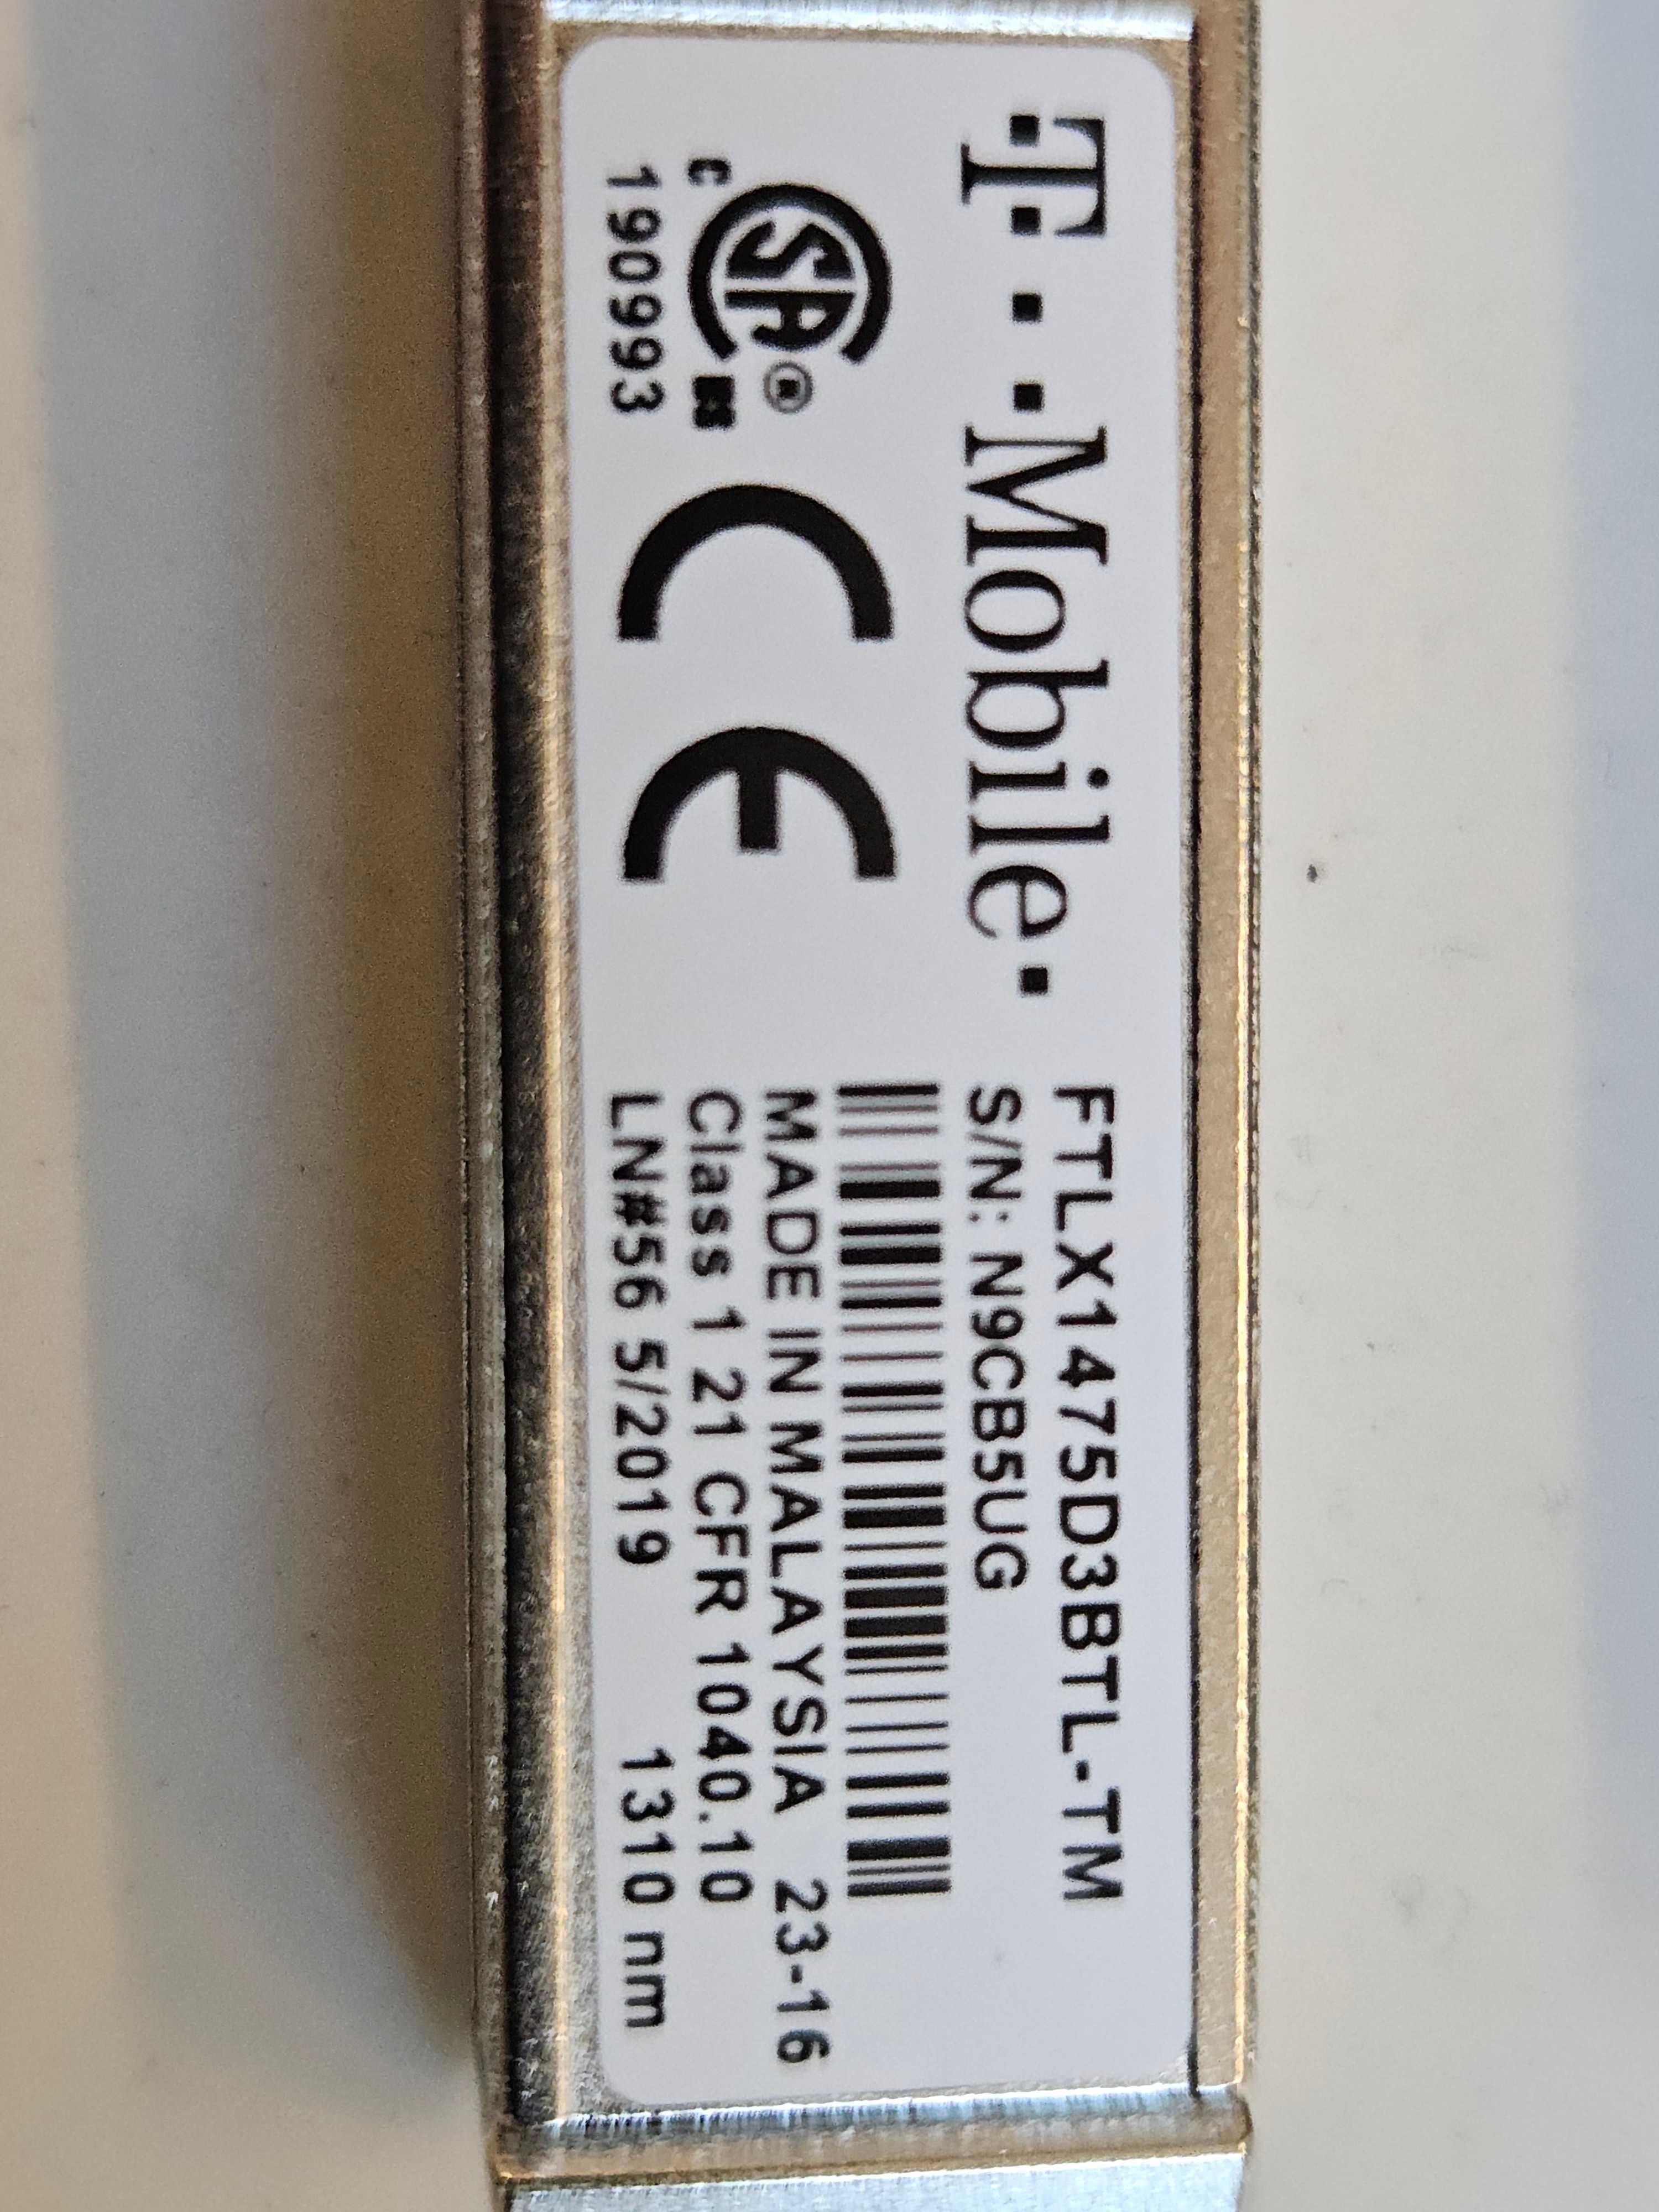 T··Mobile·
C SA® US
190993
CE
FTLX1475D3BTL-TM
S/N: N9CB5UG
MADE IN MALAYSIA 23-16
Class 1 21 CFR 1040.10
LN#56 5/2019 1310 nm